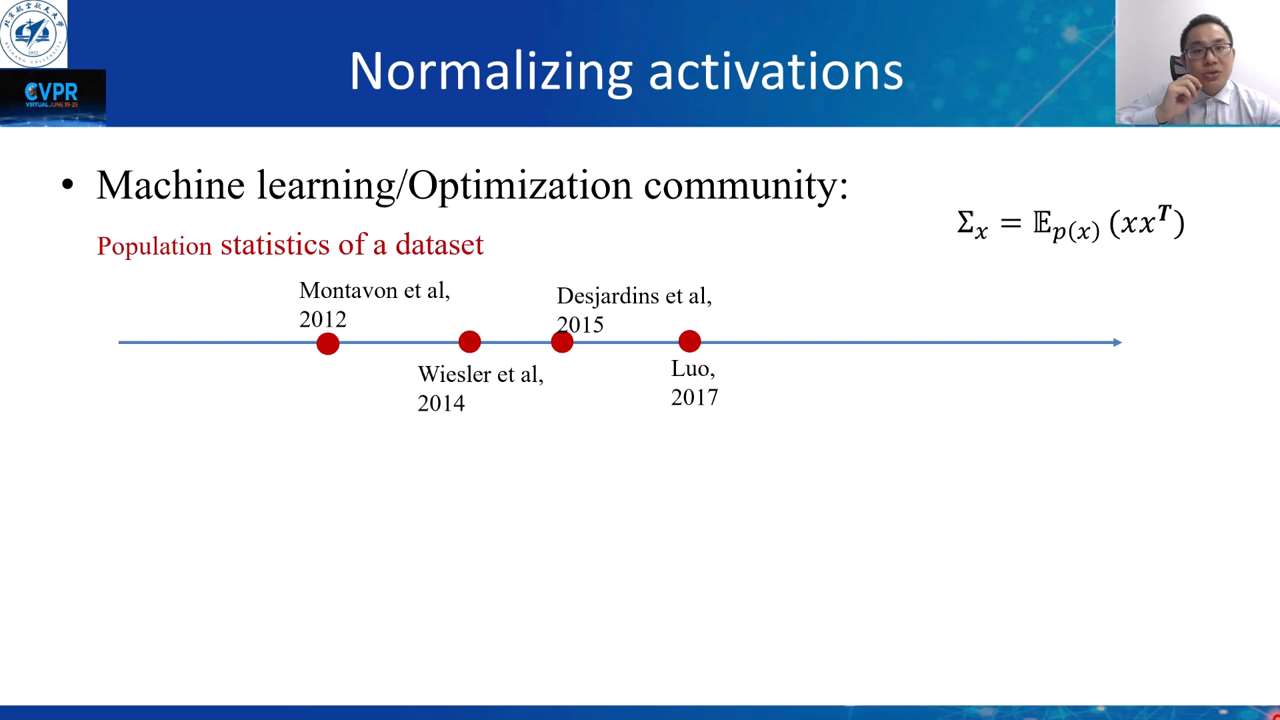 Normalizing activations
CVPR
VIRTUAL JUNE 19-25
• Machine learning/Optimization community:
Σₓ = 𝔼ₚ₍ₓ₎ (xxᵀ)
Population statistics of a dataset
Montavon et al,
2012
Desjardins et al,
2015
Wiesler et al,
2014
Luo,
2017